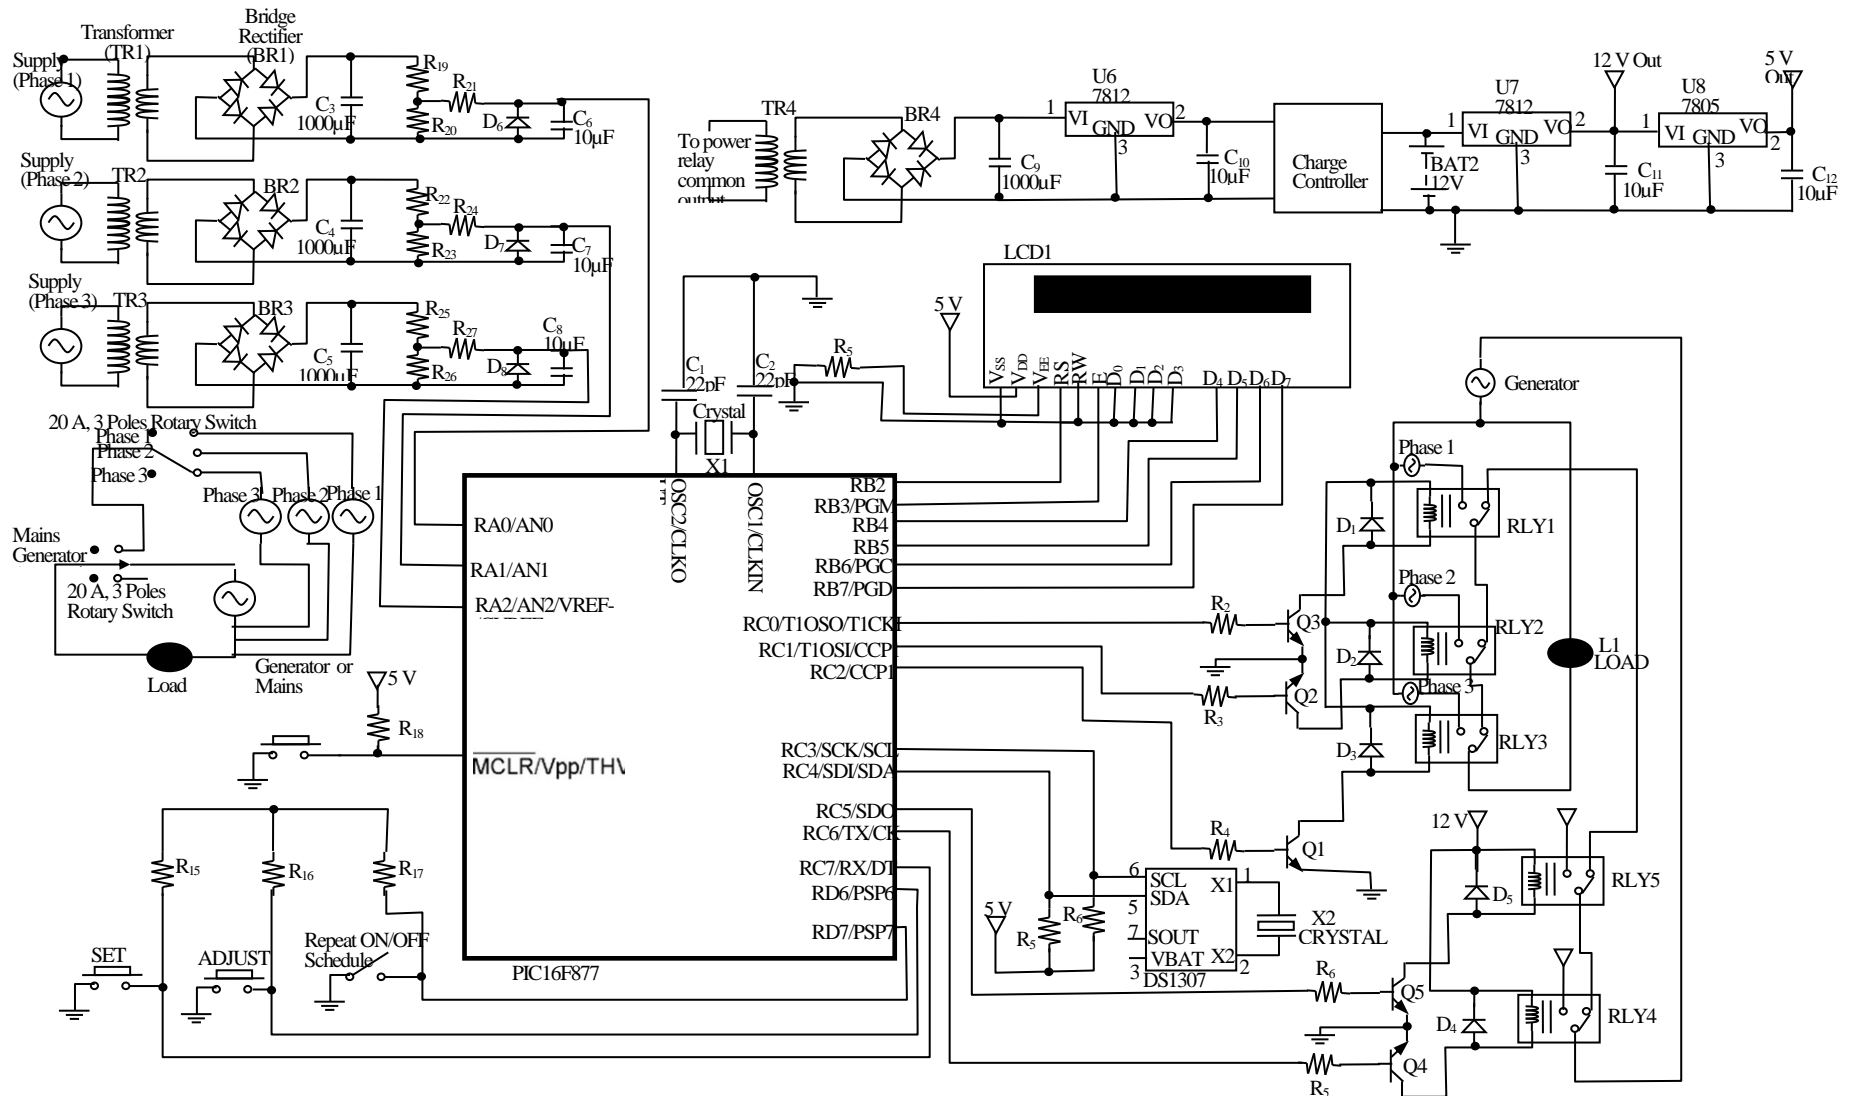 Transformer
(TR1)
Bridge
Rectifier
(BR1)
Supply
(Phase 1)
R19
R21
R20
C3
1000µF
D6
C6
10µF
Supply
(Phase 2)
TR2
BR2
R22
R24
R23
C4
1000µF
D7
C7
10µF
Supply
(Phase 3)
TR3
BR3
R25
R27
R26
C5
1000µF
D8
C8
10µF
TR4
To power
relay
common
output
BR4
U6
7812
1
VI
VO
2
GND
3
C9
1000µF
C10
10µF
Charge
Controller
BAT2
12V
U7
7812
1
VI
VO
2
GND
3
12 V Out
C11
10µF
U8
7805
1
VI
VO
2
GND
3
5 V
Out
C12
10µF
LCD1
5 V
VSS
VDD
VEE
RS
RW
E
D0
D1
D2
D3
D4
D5
D6
D7
R5
C1
22pF
C2
22pF
Crystal
X1
20 A, 3 Poles Rotary Switch
Phase 1
Phase 2
Phase 3
Phase 3
Phase 2
Phase 1
Mains
Generator
20 A, 3 Poles
Rotary Switch
Load
Generator or
Mains
5 V
R18
OSC2/CLKO
OSC1/CLKIN
RA0/AN0
RA1/AN1
RA2/AN2/VREF-
MCLR/Vpp/THV
RB2
RB3/PGM
RB4
RB5
RB6/PGC
RB7/PGD
RC0/T1OSO/T1CKI
RC1/T1OSI/CCP
RC2/CCP1
RC3/SCK/SCL
RC4/SDI/SDA
RC5/SDO
RC6/TX/CK
RC7/RX/DT
RD6/PSP6
RD7/PSP7
PIC16F877
R15
R16
R17
SET
ADJUST
Repeat ON/OFF
Schedule
Generator
Phase 1
D1
RLY1
Phase 2
D2
RLY2
Phase 3
D3
RLY3
L1
LOAD
R2
Q3
R3
Q2
R4
Q1
5 V
R5
R6
6
SCL
SDA
5
7
SOUT
VBAT
3
X1
1
X2
2
DS1307
X2
CRYSTAL
12 V
D5
RLY5
R6
Q5
D4
RLY4
R5
Q4